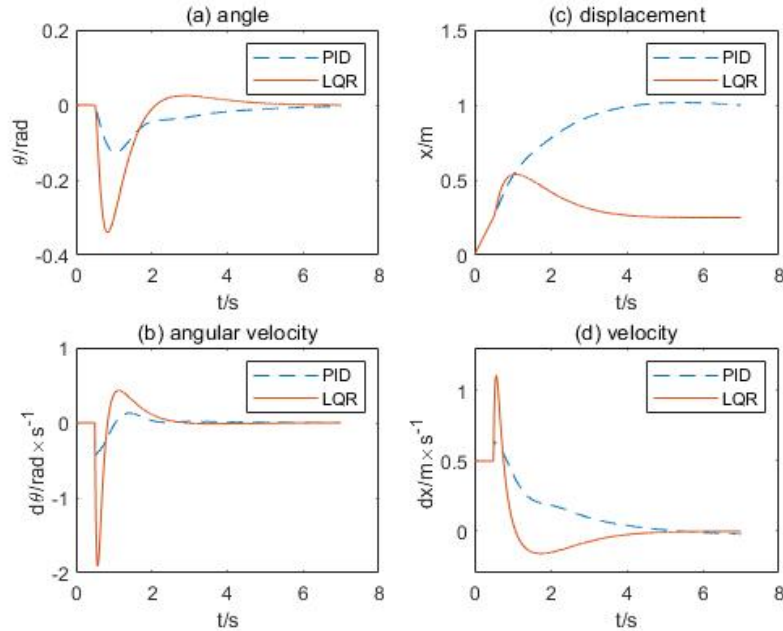 (a) angle
0.2
0
-0.2
-0.4
θ/rad
PID
LQR
0 2 4 6 8
t/s
(c) displacement
1.5
1
0.5
0
x/m
PID
LQR
0 2 4 6 8
t/s
(b) angular velocity
1
0
-1
-2
dθ/rad×s⁻¹
PID
LQR
0 2 4 6 8
t/s
(d) velocity
1
0.5
0
dx/m×s⁻¹
PID
LQR
0 2 4 6 8
t/s